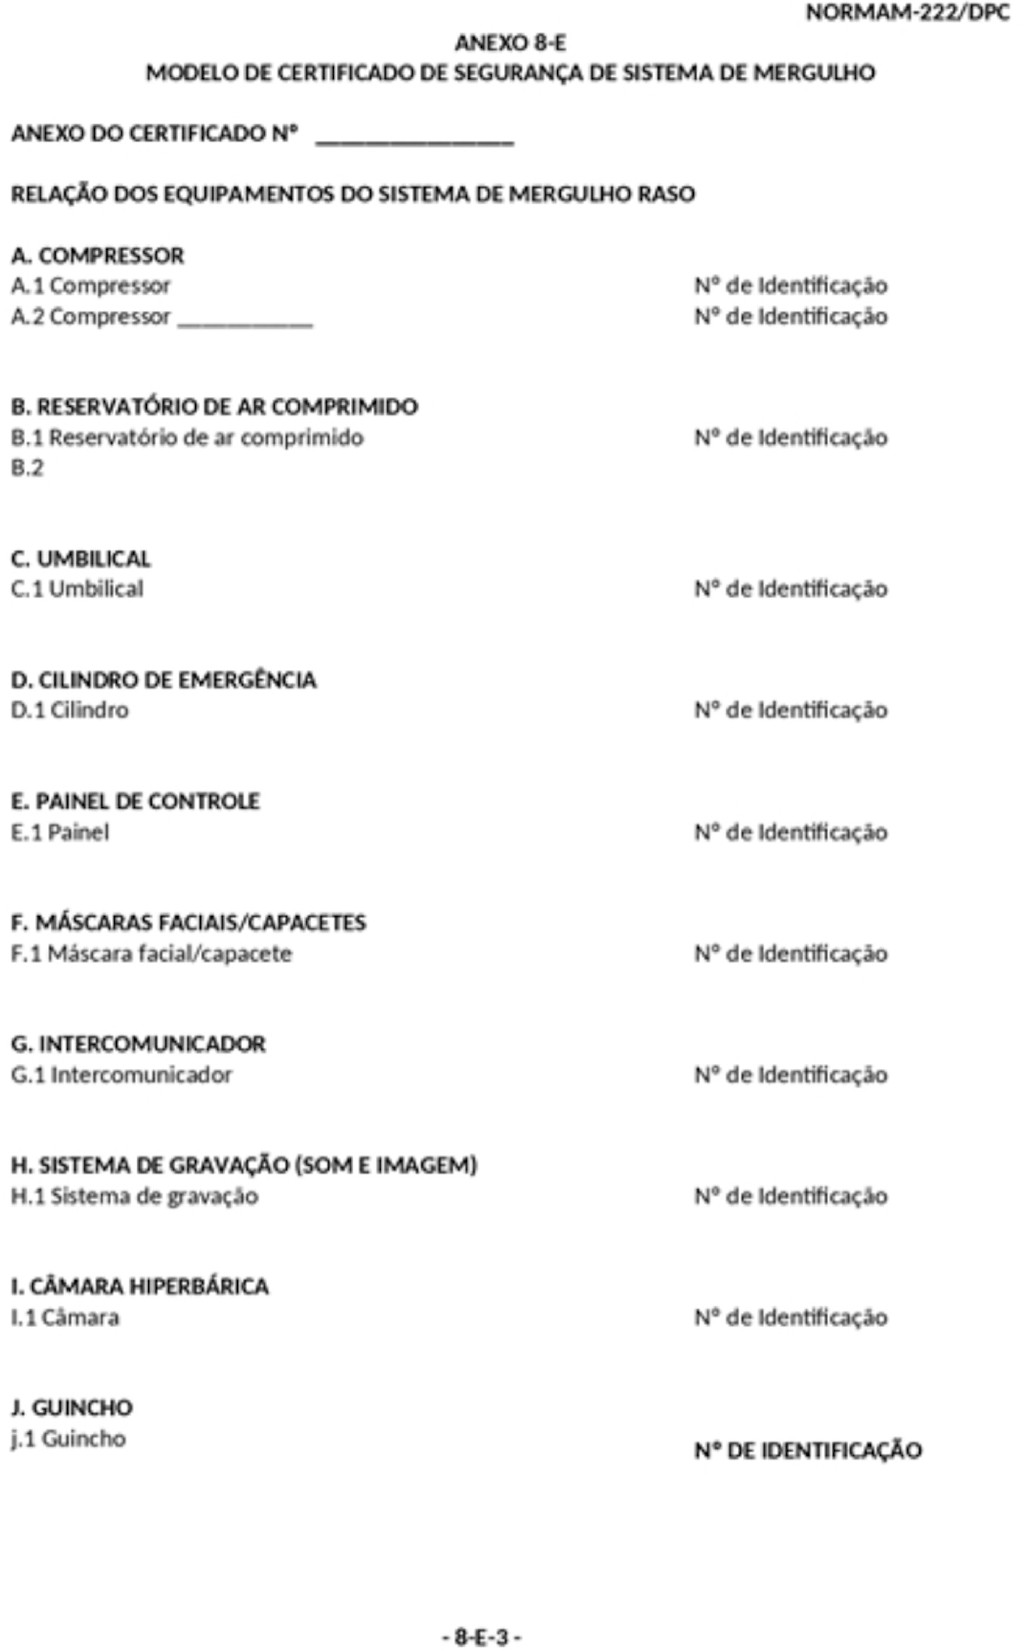 NORMAM-222/DPC
ANEXO 8-E
MODELO DE CERTIFICADO DE SEGURANÇA DE SISTEMA DE MERGULHO
ANEXO DO CERTIFICADO Nº ________________
RELAÇÃO DOS EQUIPAMENTOS DO SISTEMA DE MERGULHO RASO
A. COMPRESSOR
A.1 Compressor Nº de Identificação
A.2 Compressor ___________ Nº de Identificação
B. RESERVATÓRIO DE AR COMPRIMIDO
B.1 Reservatório de ar comprimido Nº de Identificação
B.2
C. UMBILICAL
C.1 Umbilical Nº de Identificação
D. CILINDRO DE EMERGÊNCIA
D.1 Cilindro Nº de Identificação
E. PAINEL DE CONTROLE
E.1 Painel Nº de Identificação
F. MÁSCARAS FACIAIS/CAPACETES
F.1 Máscara facial/capacete Nº de Identificação
G. INTERCOMUNICADOR
G.1 Intercomunicador Nº de Identificação
H. SISTEMA DE GRAVAÇÃO (SOM E IMAGEM)
H.1 Sistema de gravação Nº de Identificação
I. CÂMARA HIPERBÁRICA
I.1 Câmara Nº de Identificação
J. GUINCHO
j.1 Guincho Nº DE IDENTIFICAÇÃO
- 8-E-3 -